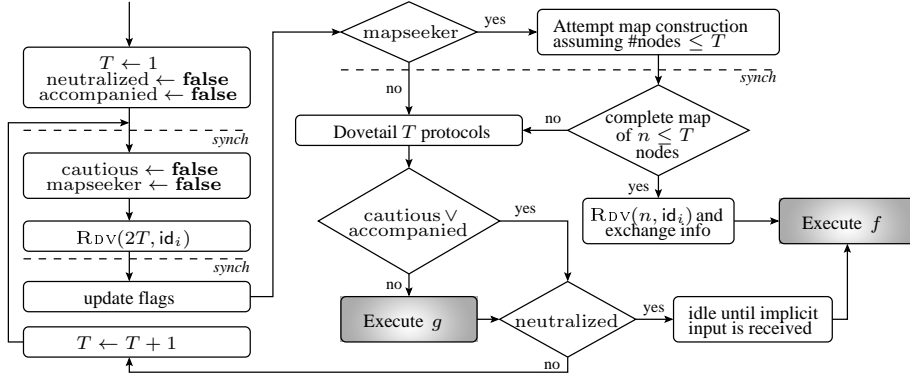 T ← 1
neutralized ← false
accompanied ← false
synch
cautious ← false
mapseeker ← false
RDV(2T, id_i)
synch
update flags
T ← T + 1
mapseeker
yes
no
Attempt map construction
assuming #nodes ≤ T
synch
complete map
of n ≤ T
nodes
no
yes
Dovetail T protocols
cautious ∨
accompanied
yes
no
RDV(n, id_i) and
exchange info
Execute f
Execute g
neutralized
yes
no
idle until implicit
input is received